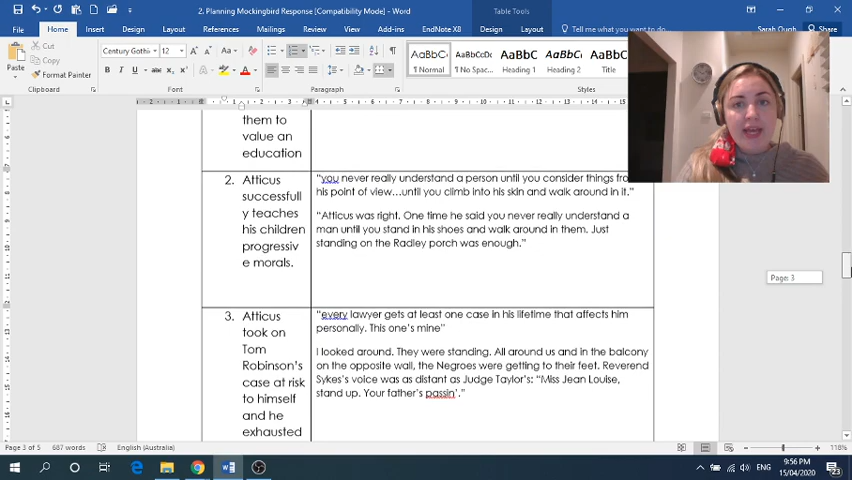 2. Planning Mockingbird Response [Compatibility Mode] - Word
Table Tools
Sarah Ough
File Home Insert Draw Design Layout References Mailings Review View Add-ins EndNote X8 Design Layout Tell me what you want to do... Share
Paste
Cut
Copy
Format Painter
Century Gothi 12
AaBbC AaBbCcDc AaBbC AaBbC AaBb
¶ Normal ¶ No Spac... Heading 1 Heading 2 Title
Clipboard Font Paragraph Styles
them to
value an
education
2. Atticus
successfull
y teaches
his children
progressiv
e morals.
“you never really understand a person until you consider things fro
his point of view…until you climb into his skin and walk around in it.”
“Atticus was right. One time he said you never really understand a
man until you stand in his shoes and walk around in them. Just
standing on the Radley porch was enough.”
Page: 3
3. Atticus
took on
Tom
Robinson’s
case at risk
to himself
and he
exhausted
“every lawyer gets at least one case in his lifetime that affects him
personally. This one’s mine”
I looked around. They were standing. All around us and in the balcony
on the opposite wall, the Negroes were getting to their feet. Reverend
Sykes’s voice was as distant as Judge Taylor’s: “Miss Jean Louise,
stand up. Your father’s passin’.”
Page 3 of 5 687 words English (Australia) 118%
ENG
9:56 PM
15/04/2020
23